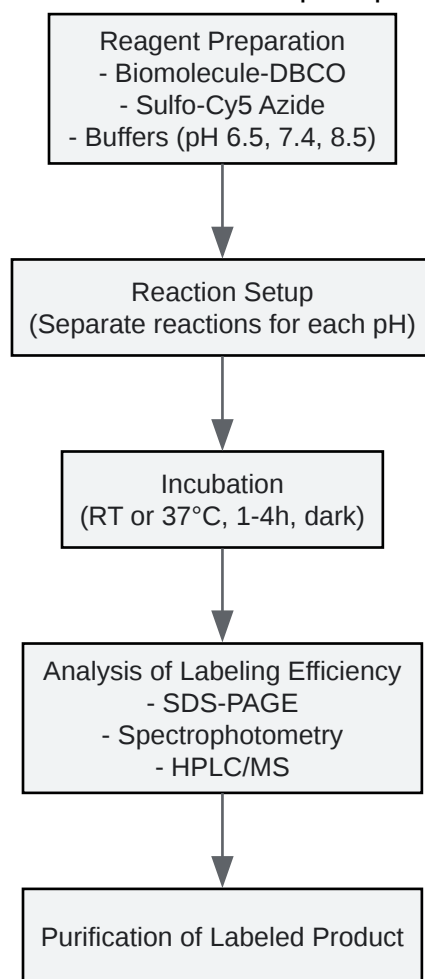 Reagent Preparation
- Biomolecule-DBCO
- Sulfo-Cy5 Azide
- Buffers (pH 6.5, 7.4, 8.5)
Reaction Setup
(Separate reactions for each pH)
Incubation
(RT or 37°C, 1-4h, dark)
Analysis of Labeling Efficiency
- SDS-PAGE
- Spectrophotometry
- HPLC/MS
Purification of Labeled Product